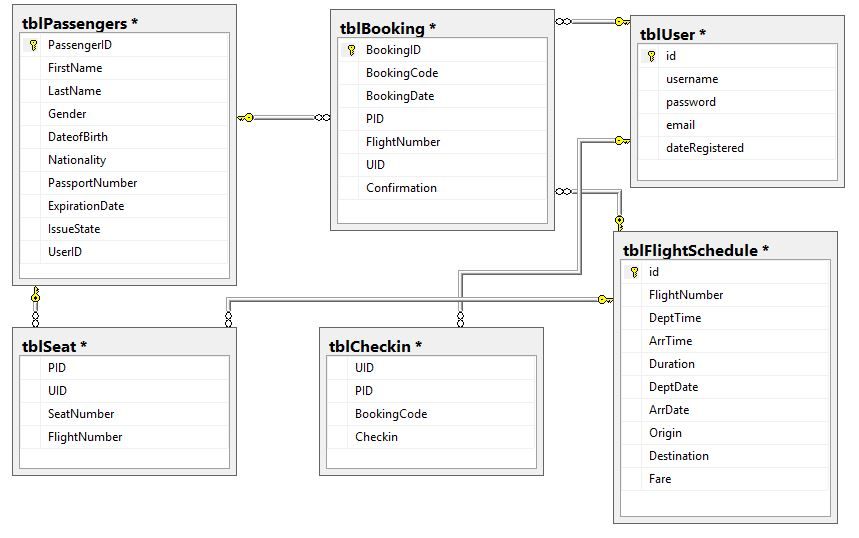 tblPassengers *
PassengerID
FirstName
LastName
Gender
DateofBirth
Nationality
PassportNumber
ExpirationDate
IssueState
UserID
tblBooking *
BookingID
BookingCode
BookingDate
PID
FlightNumber
UID
Confirmation
tblUser *
id
username
password
email
dateRegistered
tblSeat *
PID
UID
SeatNumber
FlightNumber
tblCheckin *
UID
PID
BookingCode
Checkin
tblFlightSchedule *
id
FlightNumber
DeptTime
ArrTime
Duration
DeptDate
ArrDate
Origin
Destination
Fare